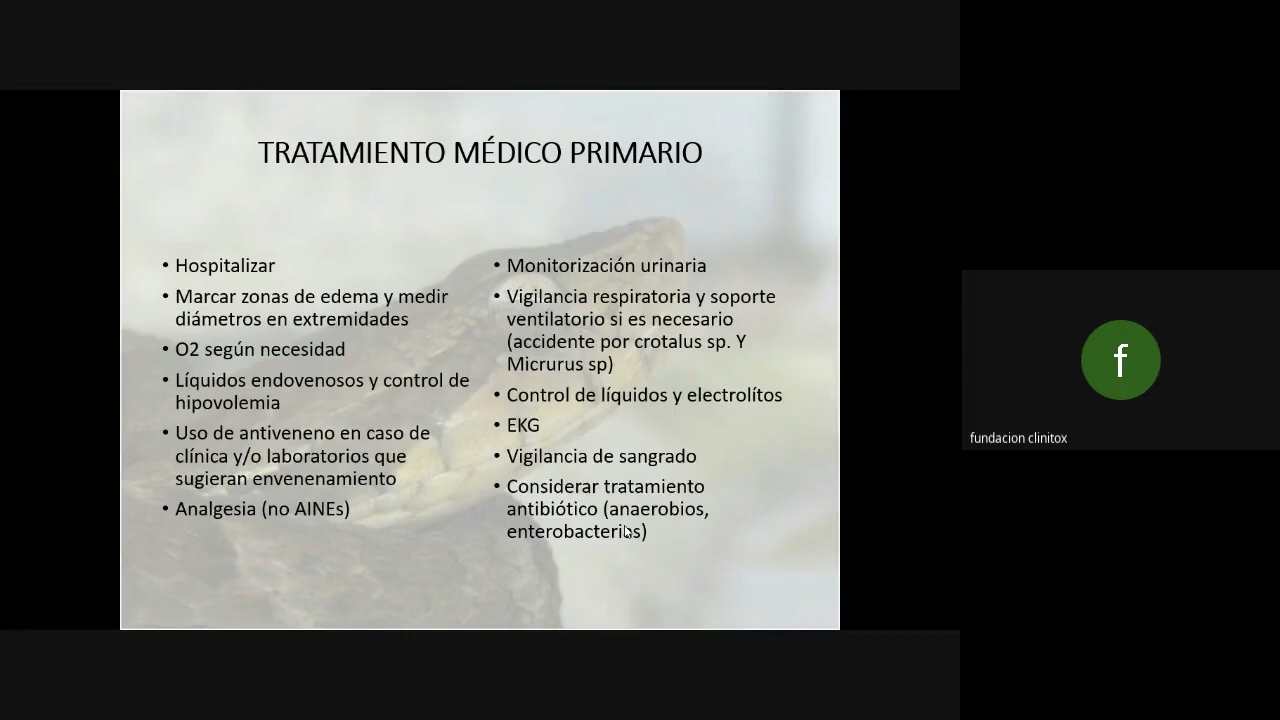 TRATAMIENTO MÉDICO PRIMARIO
• Hospitalizar
• Marcar zonas de edema y medir
diámetros en extremidades
• O2 según necesidad
• Líquidos endovenosos y control de
hipovolemia
• Uso de antiveneno en caso de
clínica y/o laboratorios que
sugieran envenenamiento
• Analgesia (no AINEs)
• Monitorización urinaria
• Vigilancia respiratoria y soporte
ventilatorio si es necesario
(accidente por crotalus sp. Y
Micrurus sp)
• Control de líquidos y electrolítos
• EKG
• Vigilancia de sangrado
• Considerar tratamiento
antibiótico (anaerobios,
enterobacterias)
f
fundacion clinitox